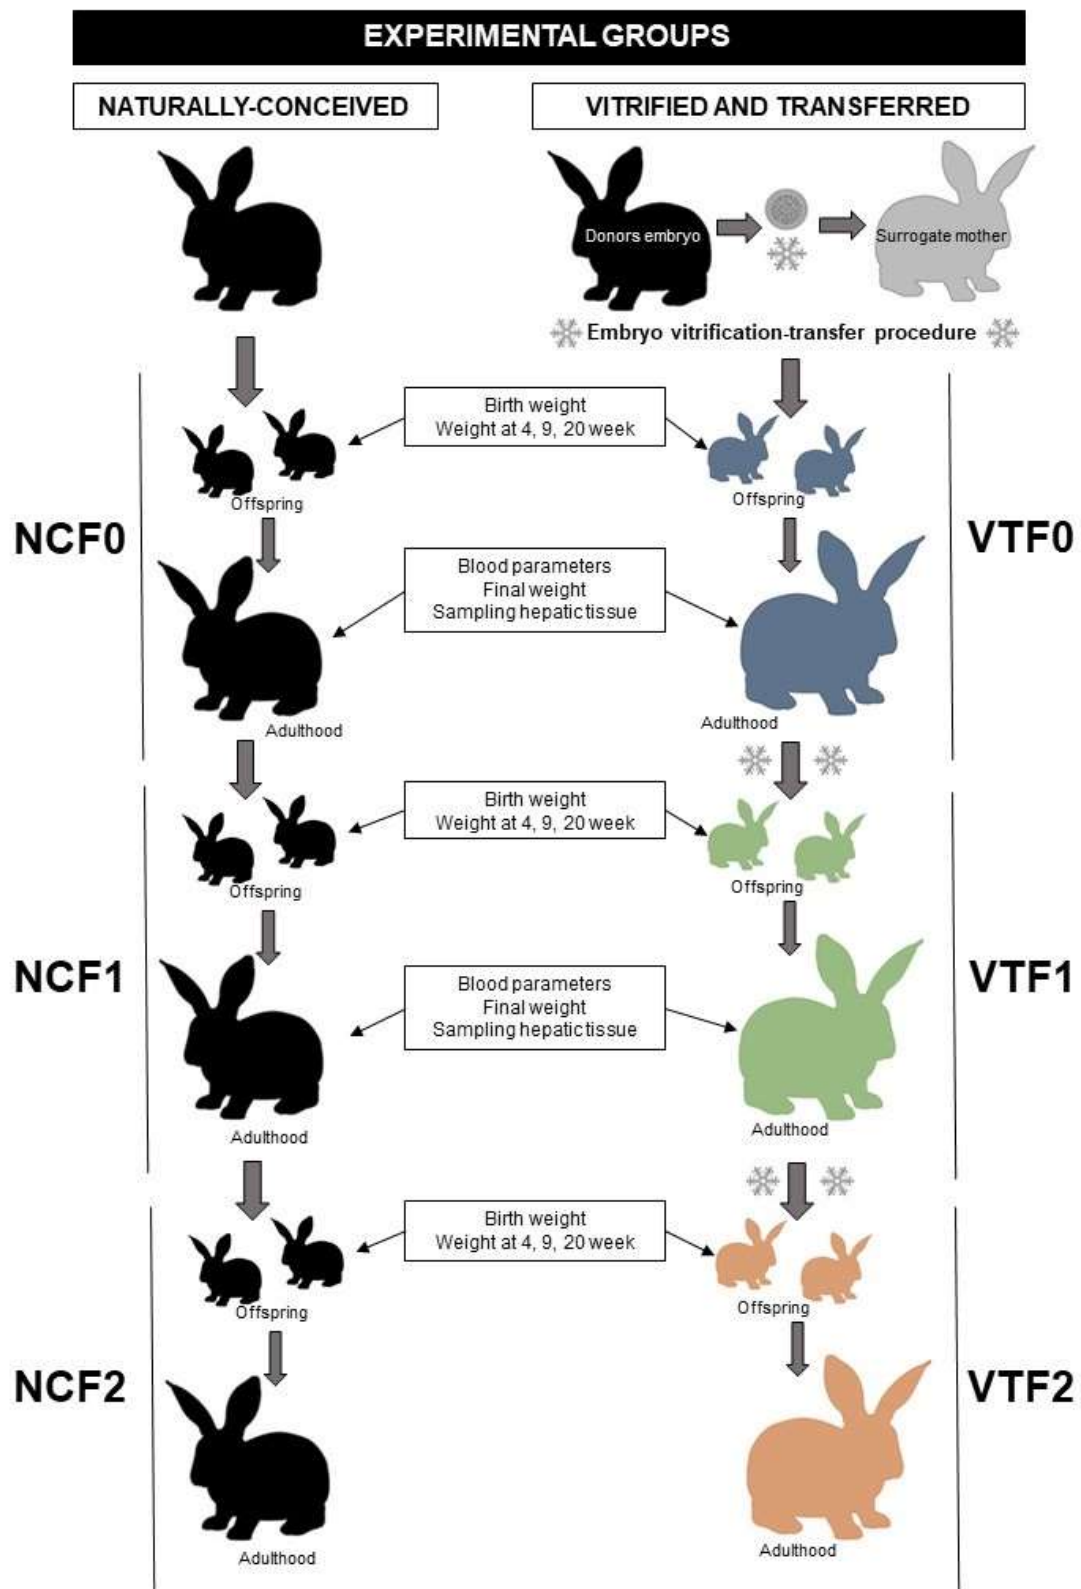 EXPERIMENTAL GROUPS
NATURALLY-CONCEIVED
VITRIFIED AND TRANSFERRED
Donors embryo
Surrogate mother
Embryo vitrification-transfer procedure
Birth weight
Weight at 4, 9, 20 week
Offspring
Offspring
NCF0
VTF0
Blood parameters
Final weight
Sampling hepatic tissue
Adulthood
Adulthood
Birth weight
Weight at 4, 9, 20 week
Offspring
Offspring
NCF1
VTF1
Blood parameters
Final weight
Sampling hepatic tissue
Adulthood
Adulthood
Birth weight
Weight at 4, 9, 20 week
Offspring
Offspring
NCF2
VTF2
Adulthood
Adulthood